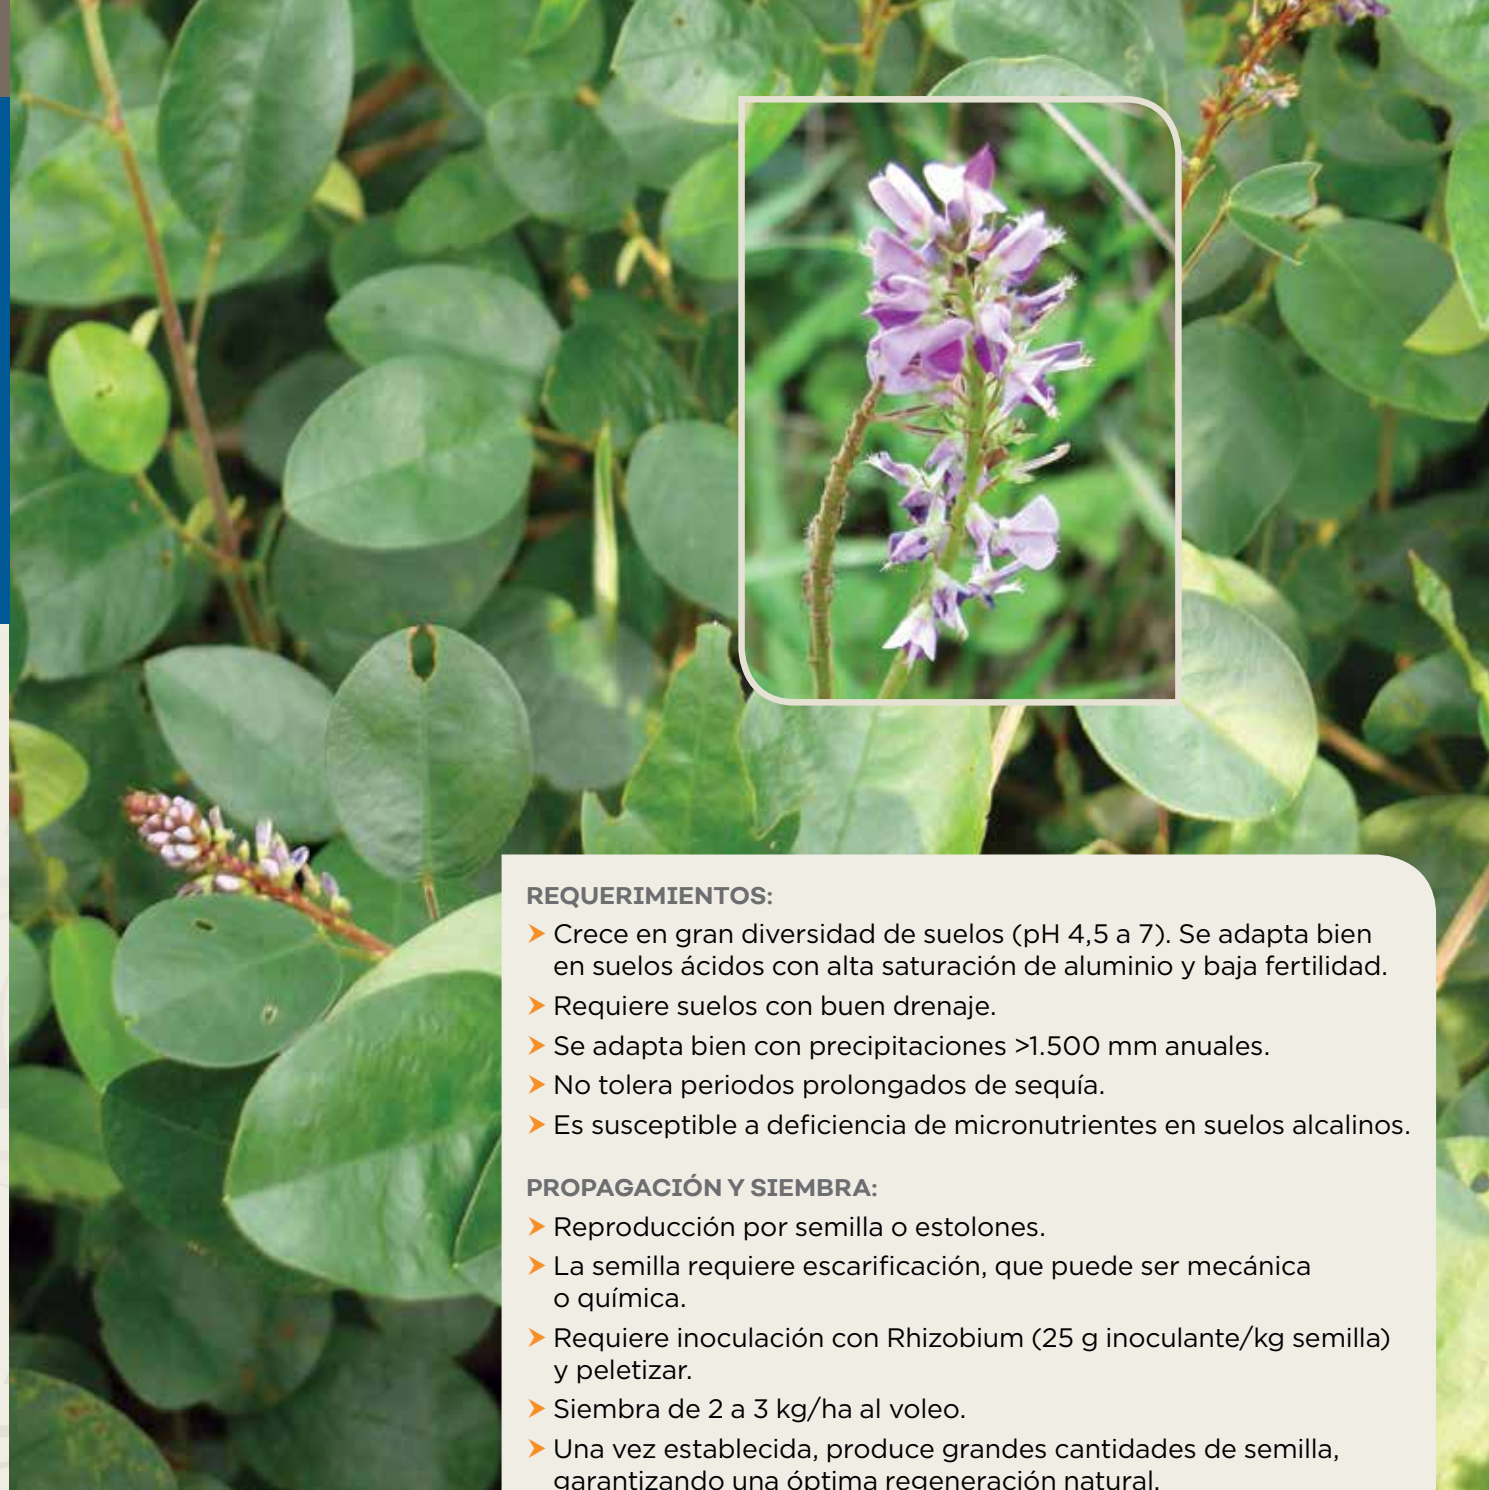 REQUERIMIENTOS:
➤ Crece en gran diversidad de suelos (pH 4,5 a 7). Se adapta bien
en suelos ácidos con alta saturación de aluminio y baja fertilidad.
➤ Requiere suelos con buen drenaje.
➤ Se adapta bien con precipitaciones >1.500 mm anuales.
➤ No tolera periodos prolongados de sequía.
➤ Es susceptible a deficiencia de micronutrientes en suelos alcalinos.
PROPAGACIÓN Y SIEMBRA:
➤ Reproducción por semilla o estolones.
➤ La semilla requiere escarificación, que puede ser mecánica
o química.
➤ Requiere inoculación con Rhizobium (25 g inoculante/kg semilla)
y peletizar.
➤ Siembra de 2 a 3 kg/ha al voleo.
➤ Una vez establecida, produce grandes cantidades de semilla,
garantizando una óptima regeneración natural.